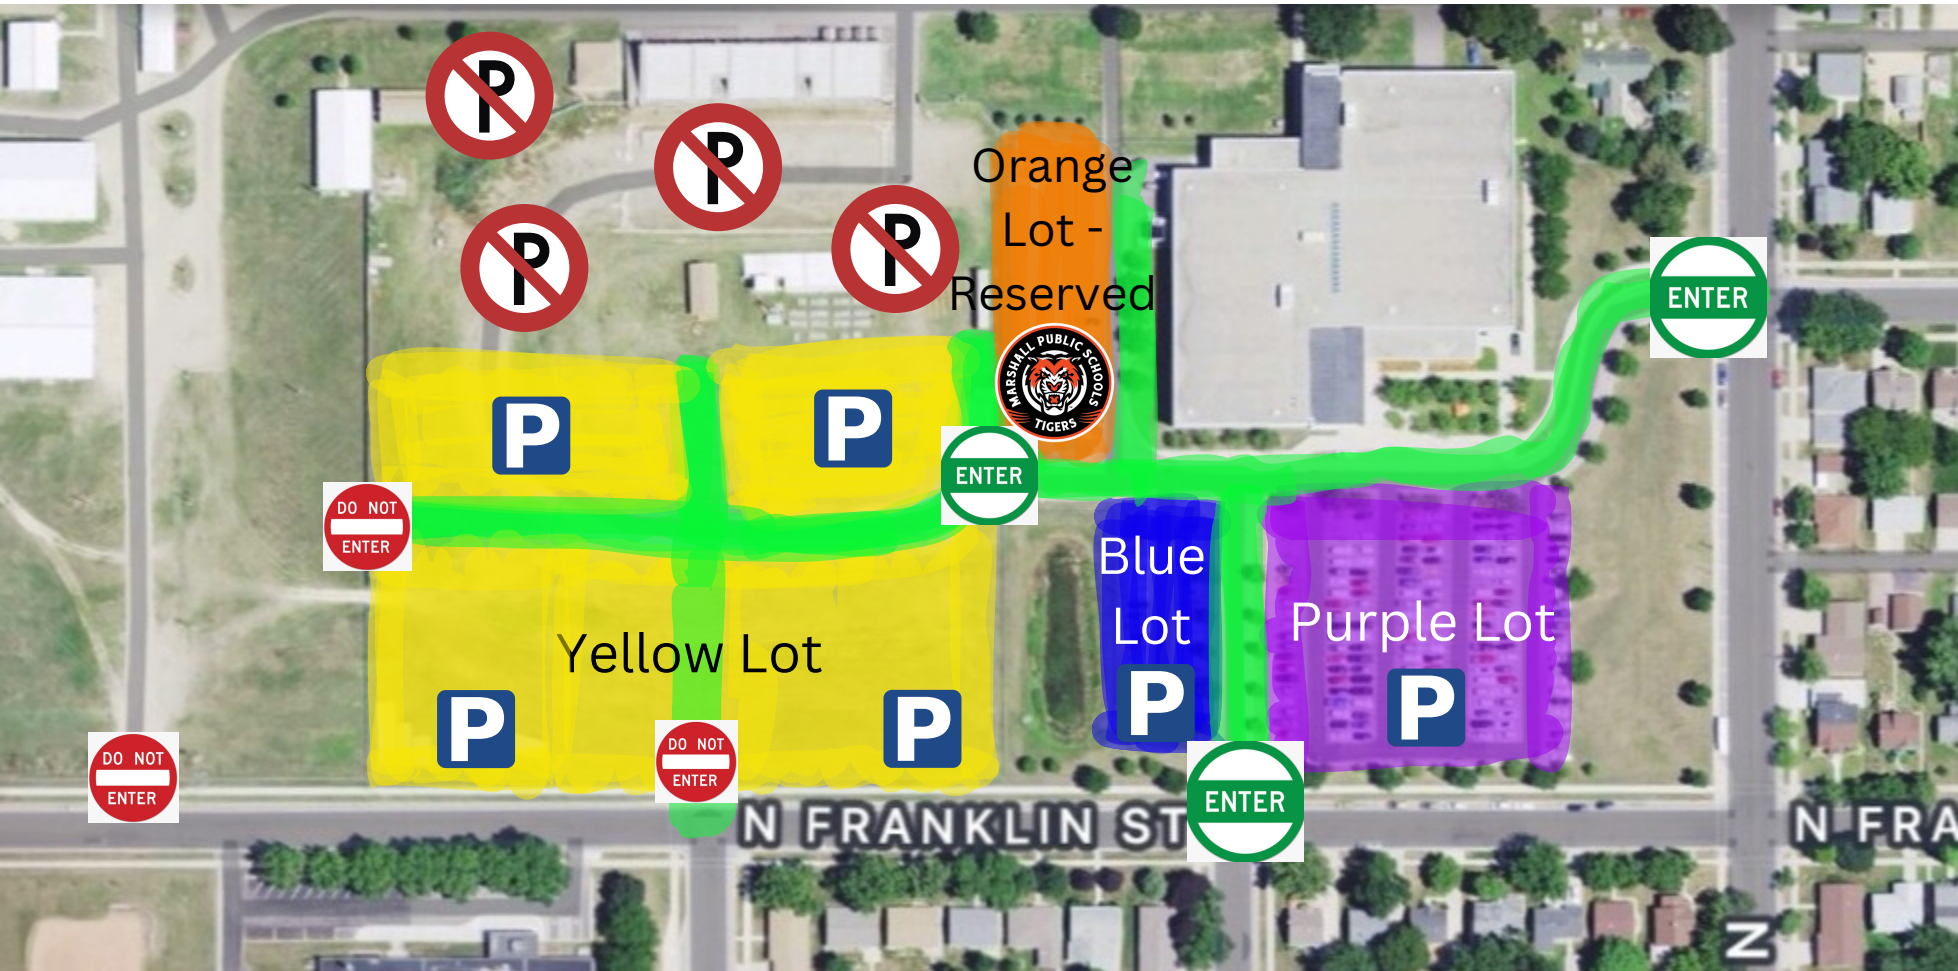 P
P
P
P
Orange
Lot -
Reserved
MARSHALL PUBLIC SCHOOLS
TIGERS
ENTER
P
P
ENTER
DO NOT
ENTER
Blue
Lot
P
Purple Lot
P
Yellow Lot
P
P
DO NOT
ENTER
DO NOT
ENTER
N FRANKLIN ST
ENTER
N FRA
N